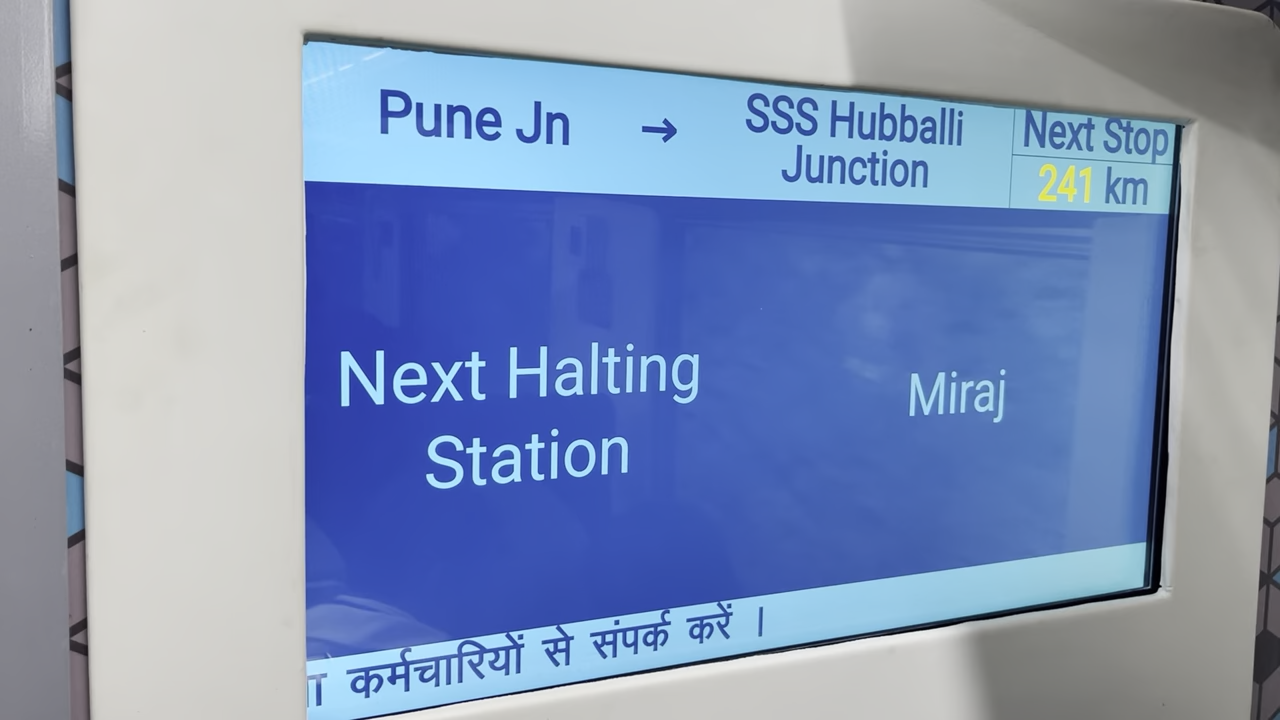 Pune Jn → SSS Hubballi
Junction
Next Stop
241 km
Next Halting
Station
Miraj
कर्मचारियों से संपर्क करें ।